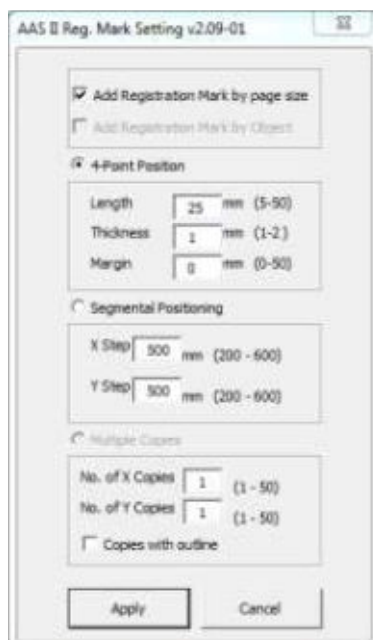 AAS II Reg. Mark Setting v2.09-01
Add Registration Mark by page size
Add Registration Mark by Object
4-Point Position
Length 25 mm (5-50)
Thickness 1 mm (1-2)
Margin 0 mm (0-50)
Segmental Positioning
X Step 500 mm (200 - 600)
Y Step 500 mm (200 - 600)
Multiple Copies
No. of X Copies 1 (1 - 50)
No. of Y Copies 1 (1 - 50)
Copies with outline
Apply Cancel